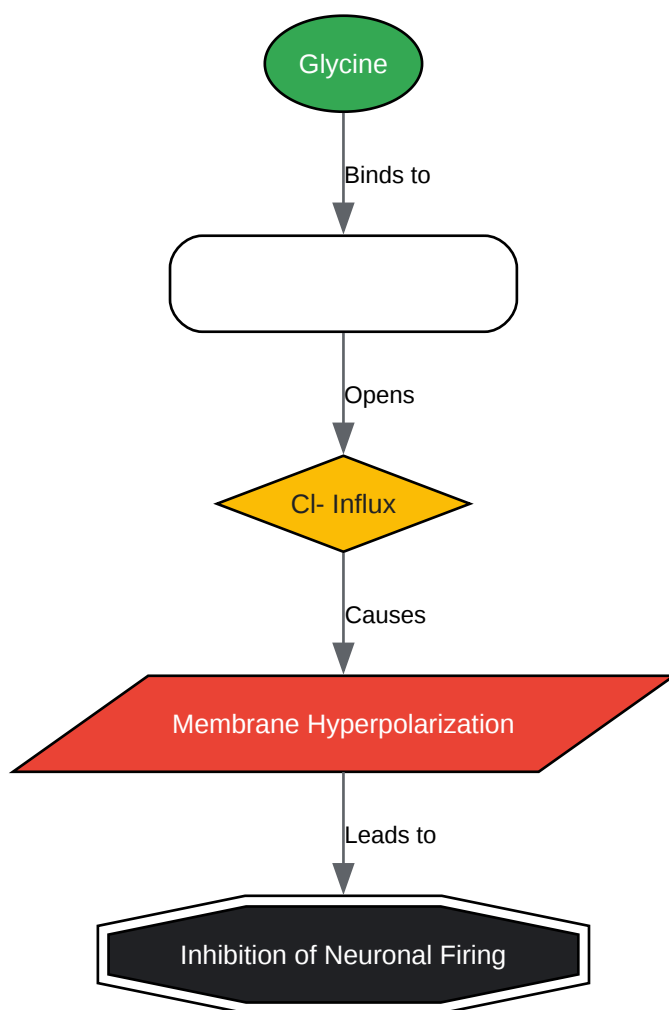 Glycine
Binds to
Opens
Cl- Influx
Causes
Membrane Hyperpolarization
Leads to
Inhibition of Neuronal Firing